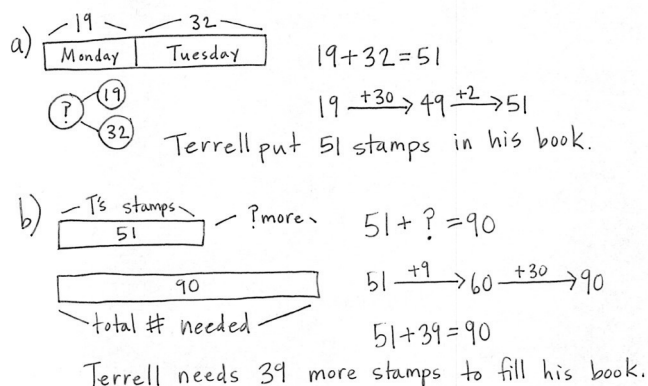 a) 19 32
Monday Tuesday
19+32=51
? 19 32
19 +30 49 +2 51
Terrell put 51 stamps in his book.
b) T's stamps ? more
51
51 + ? = 90
90
51 +9 60 +30 90
total # needed
51+39=90
Terrell needs 39 more stamps to fill his book.